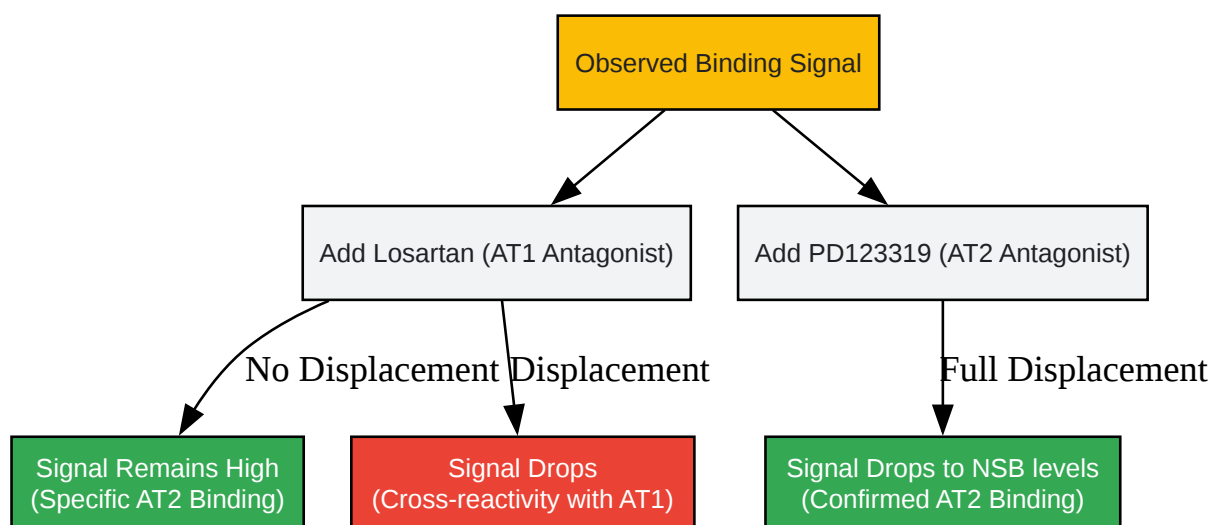 Observed Binding Signal
Add Losartan (AT1 Antagonist)
Add PD123319 (AT2 Antagonist)
No Displacement
Displacement
Full Displacement
Signal Remains High
(Specific AT2 Binding)
Signal Drops
(Cross-reactivity with AT1)
Signal Drops to NSB levels
(Confirmed AT2 Binding)